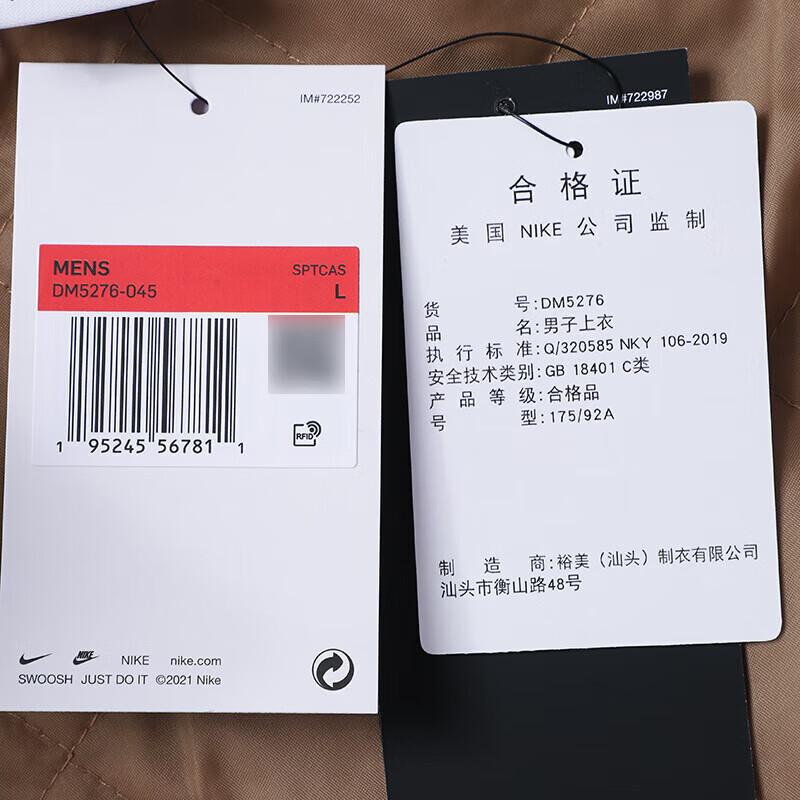 IM#722252
MENS
SPTCAS
DM5276-045
L
1 95245 56781 1
RFID
NIKE
NIKE nike.com
SWOOSH JUST DO IT ©2021 Nike
IM#722987
合格证
美国 NIKE 公司监制
货号:DM5276
品名:男子上衣
执行标准:Q/320585 NKY 106-2019
安全技术类别:GB 18401 C类
产品等级:合格品
号型:175/92A
制造商:裕美（汕头）制衣有限公司
汕头市衡山路48号